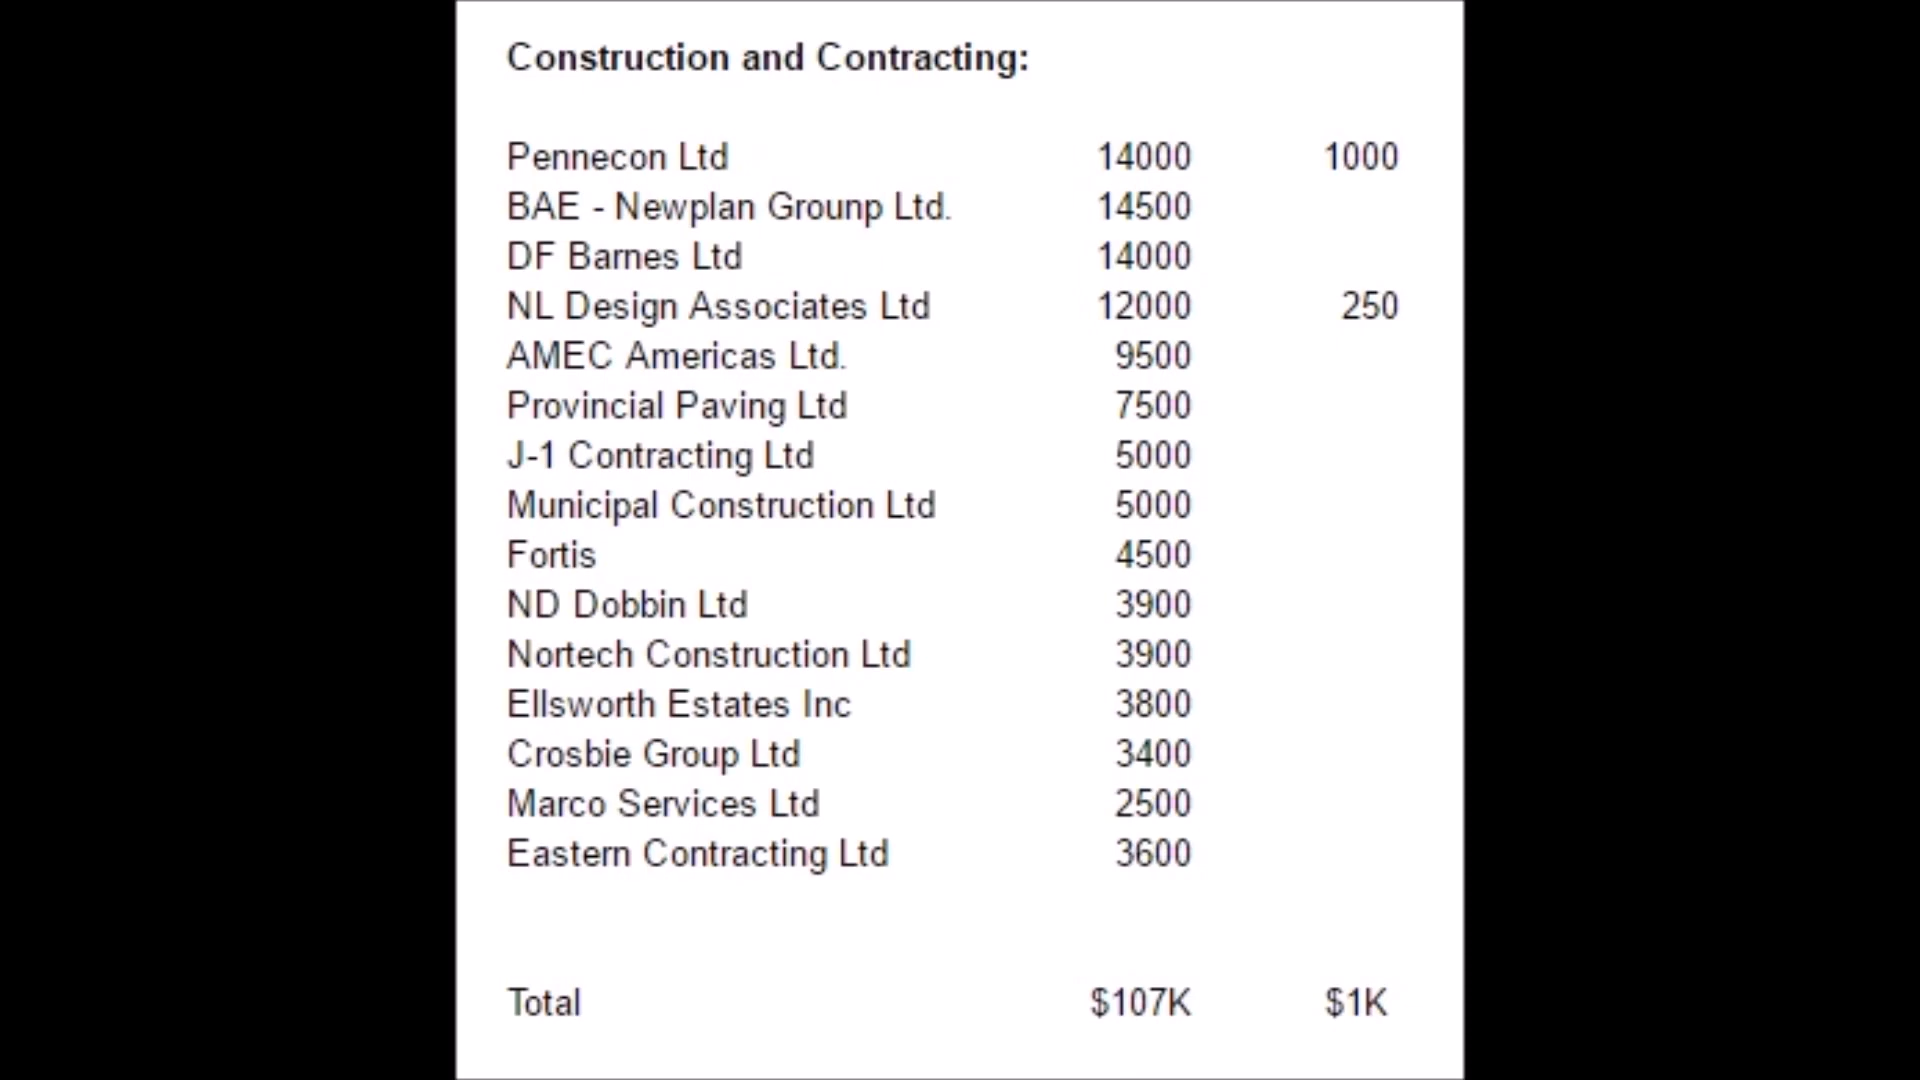 Construction and Contracting:
Pennecon Ltd 14000 1000
BAE - Newplan Grounp Ltd. 14500
DF Barnes Ltd 14000
NL Design Associates Ltd 12000 250
AMEC Americas Ltd. 9500
Provincial Paving Ltd 7500
J-1 Contracting Ltd 5000
Municipal Construction Ltd 5000
Fortis 4500
ND Dobbin Ltd 3900
Nortech Construction Ltd 3900
Ellsworth Estates Inc 3800
Crosbie Group Ltd 3400
Marco Services Ltd 2500
Eastern Contracting Ltd 3600
Total $107K $1K